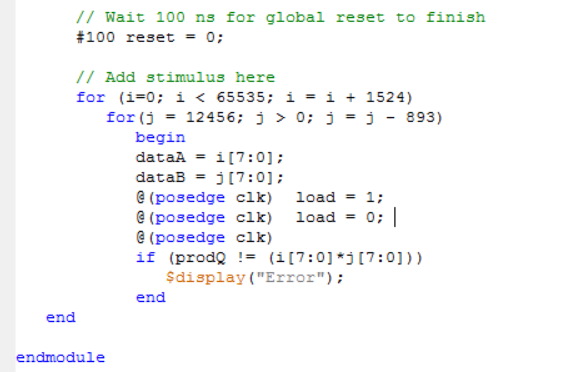 // Wait 100 ns for global reset to finish
#100 reset = 0;
// Add stimulus here
for (i=0; i < 65535; i = i + 1524)
for(j = 12456; j > 0; j = j - 893)
begin
dataA = i[7:0];
dataB = j[7:0];
@(posedge clk)  load = 1;
@(posedge clk)  load = 0;
@(posedge clk)
if (prodQ != (i[7:0]*j[7:0]))
$display("Error");
end
end
endmodule